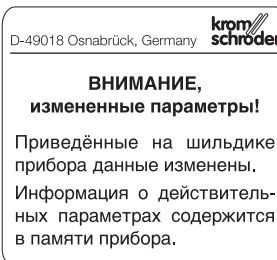 krom//
schröder
D-49018 Osnabrück, Germany
ВНИМАНИЕ,
измененные параметры!
Приведённые на шильдике
прибора данные изменены.
Информация о действитель-
ных параметрах содержится
в памяти прибора.